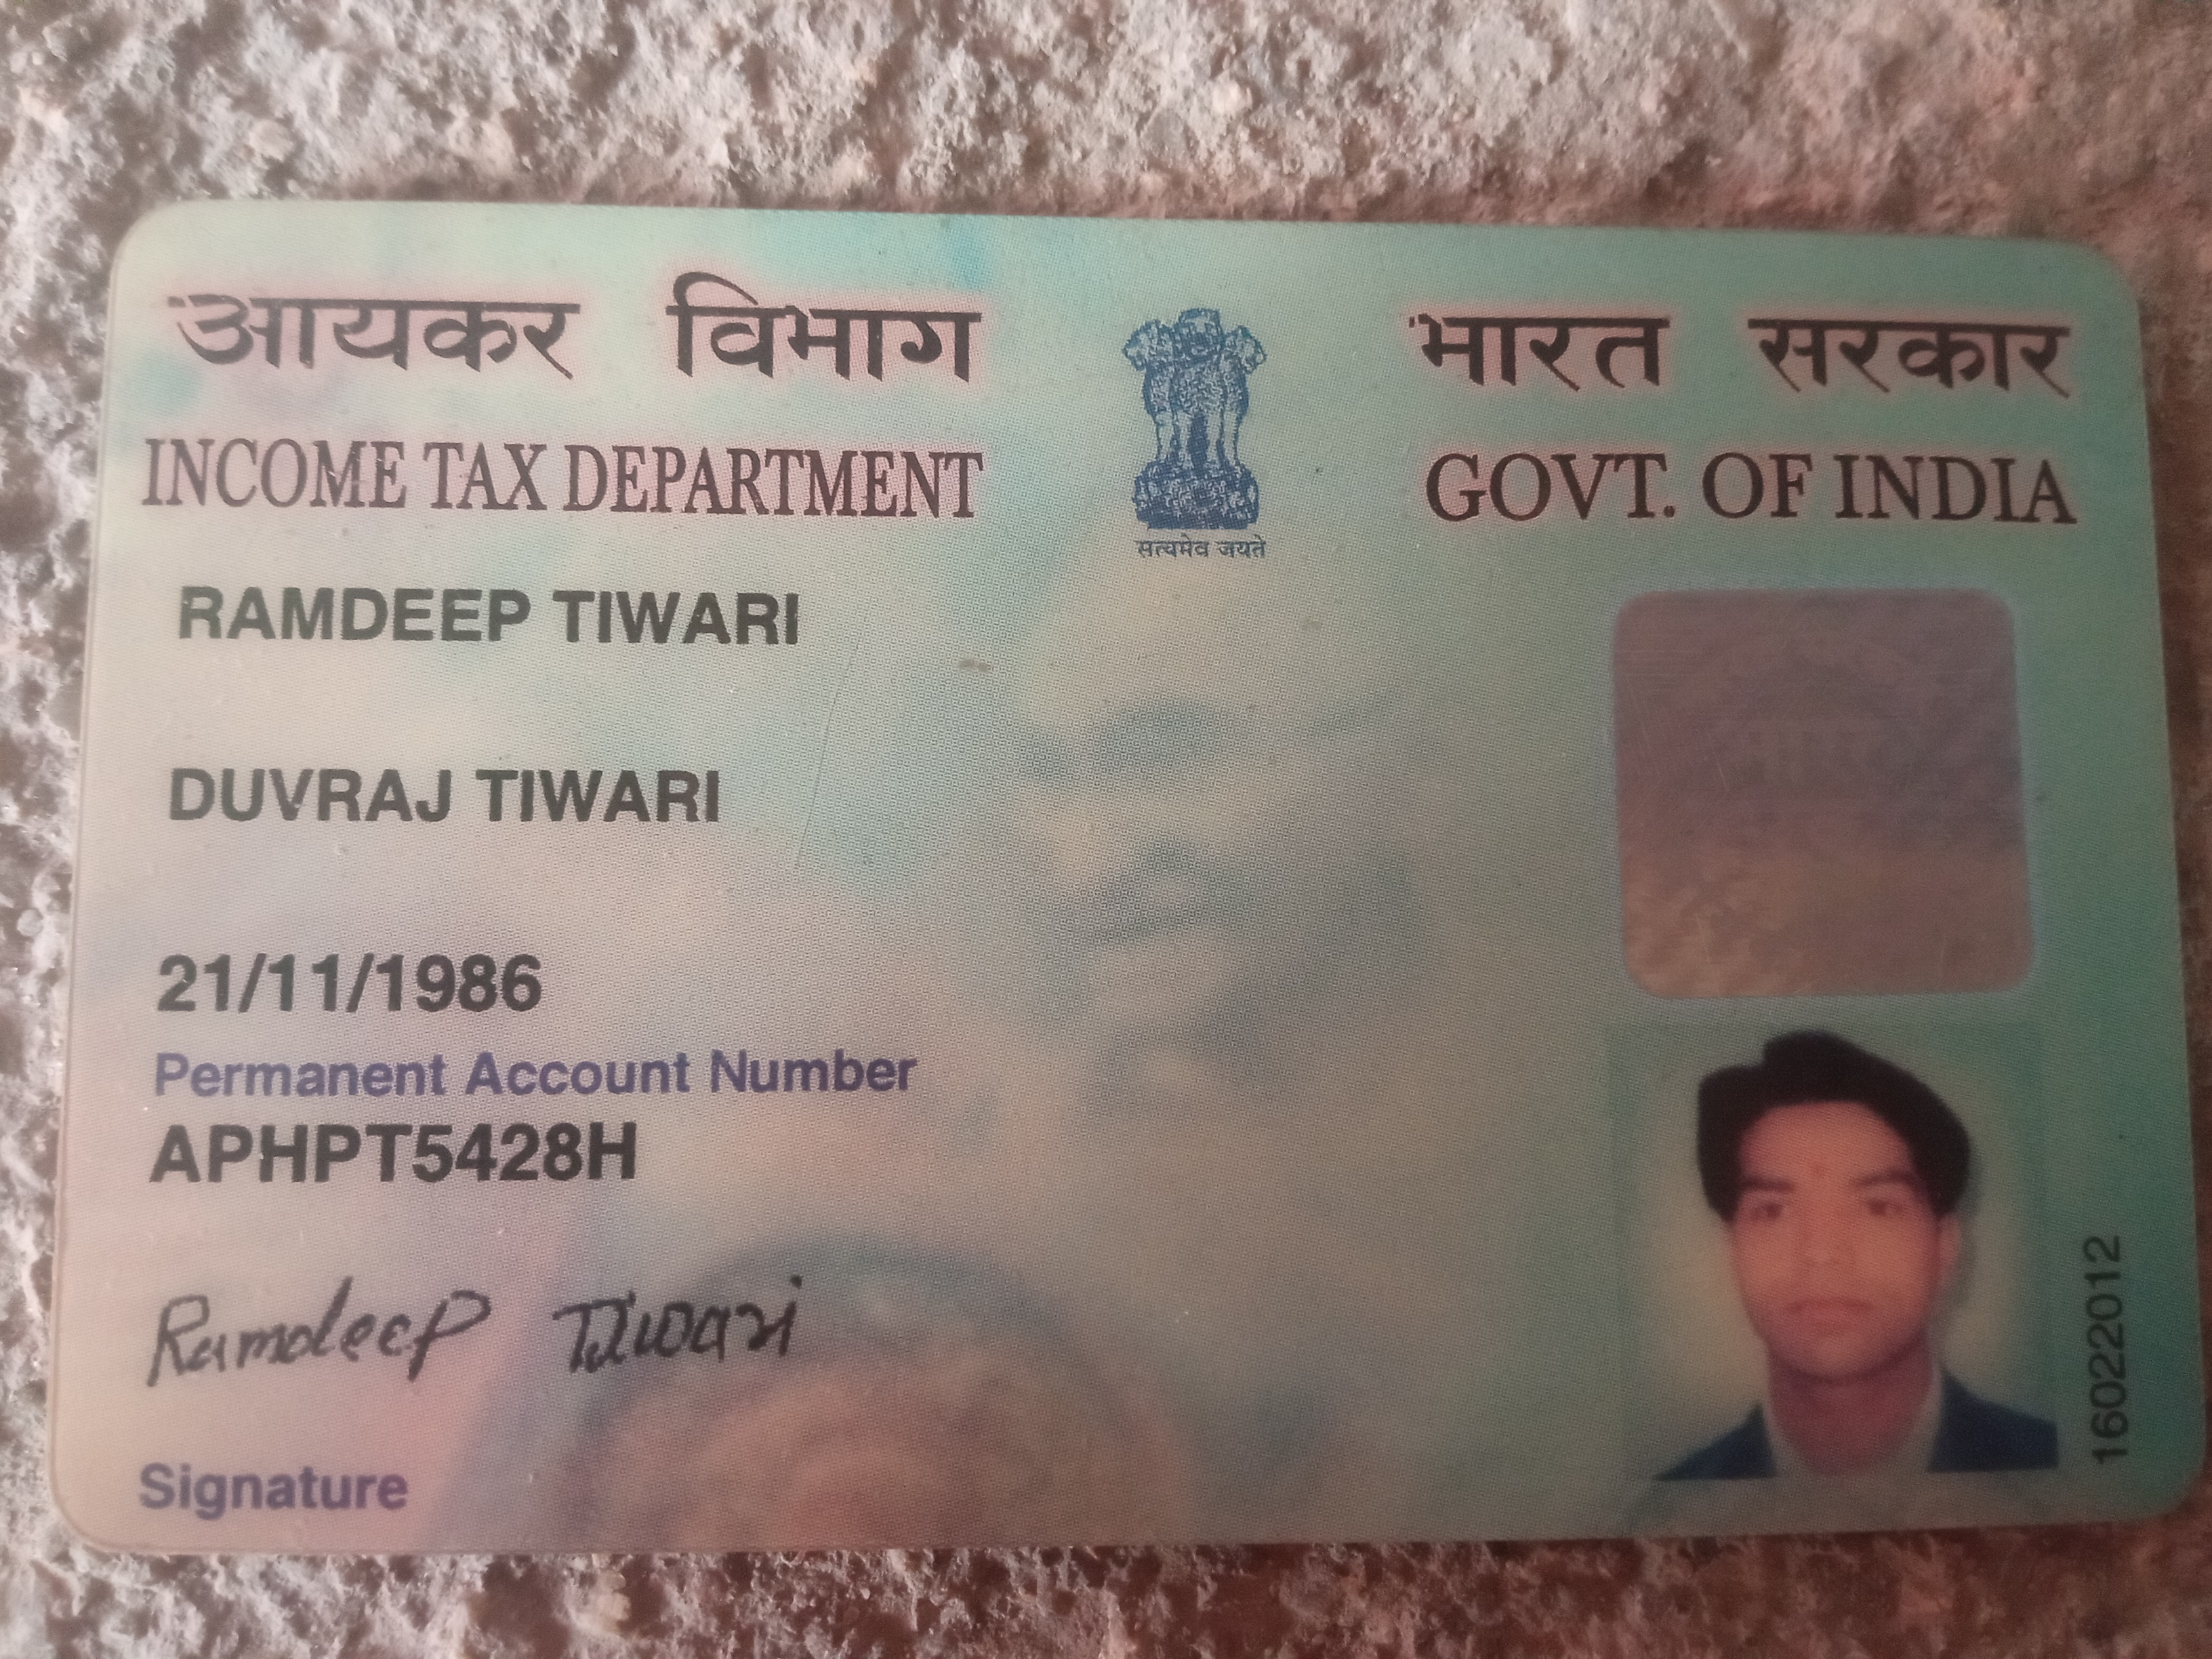 आयकर विभाग
INCOME TAX DEPARTMENT
सत्यमेव जयते
भारत सरकार
GOVT. OF INDIA
RAMDEEP TIWARI
DUVRAJ TIWARI
21/11/1986
Permanent Account Number
APHPT5428H
Ramdeep Tiwari
Signature
16022012